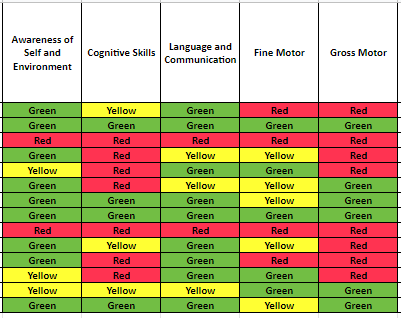 Awareness of Self and Environment Cognitive Skills Language and Communication Fine Motor Gross Motor
Green Yellow Green Red Red
Green Green Green Green Green
Red Red Red Red Red
Green Red Yellow Yellow Red
Yellow Red Green Green Red
Green Red Yellow Yellow Green
Green Green Green Yellow Green
Green Green Green Green Green
Red Red Red Red Red
Green Yellow Green Yellow Red
Green Red Green Red Red
Yellow Red Green Green Red
Yellow Yellow Yellow Green Green
Green Green Green Yellow Green